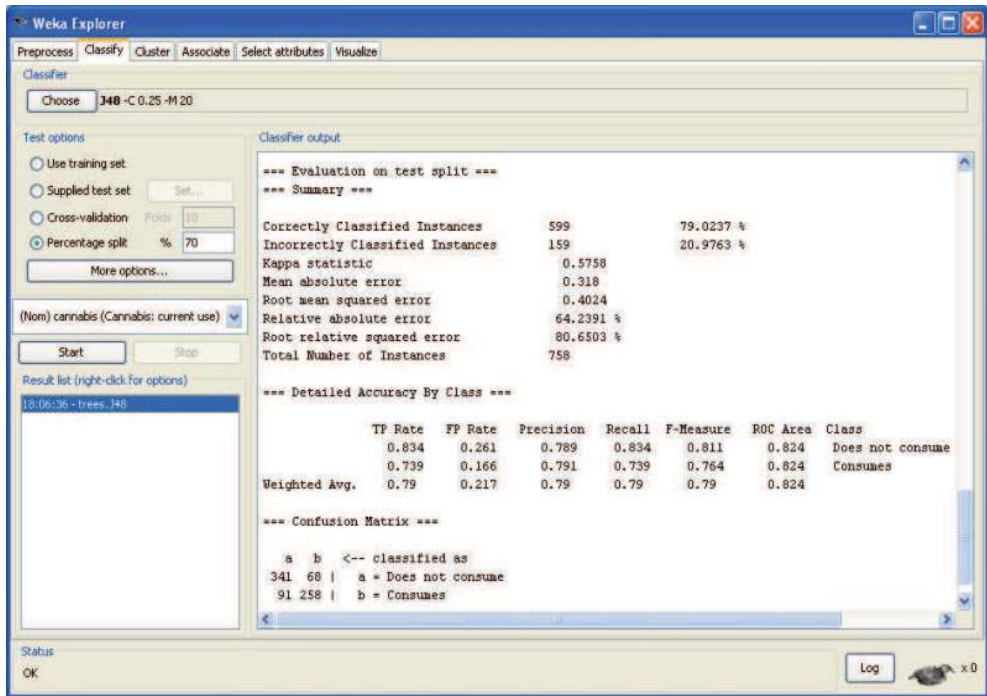 Weka Explorer
Preprocess Classify Cluster Associate Select attributes Visualize
Classifier
Choose J48 -C 0.25 -M 20
Test options
Use training set
Supplied test set Set...
Cross-validation Folds 10
Percentage split % 70
More options...
(Nom) cannabis (Cannabis: current use)
Start Stop
Result list (right-click for options)
18:06:36 - trees.J48
Classifier output
=== Evaluation on test split ===
=== Summary ===
Correctly Classified Instances 599 79.0237 %
Incorrectly Classified Instances 159 20.9763 %
Kappa statistic 0.5758
Mean absolute error 0.318
Root mean squared error 0.4024
Relative absolute error 64.2391 %
Root relative squared error 80.6503 %
Total Number of Instances 758
=== Detailed Accuracy By Class ===
TP Rate FP Rate Precision Recall F-Measure ROC Area Class
0.834 0.261 0.789 0.834 0.811 0.824 Does not consume
0.739 0.166 0.791 0.739 0.764 0.824 Consumes
Weighted Avg. 0.79 0.217 0.79 0.79 0.79 0.824
=== Confusion Matrix ===
a b <-- classified as
341 68 | a = Does not consume
91 258 | b = Consumes
Status
OK
Log x 0